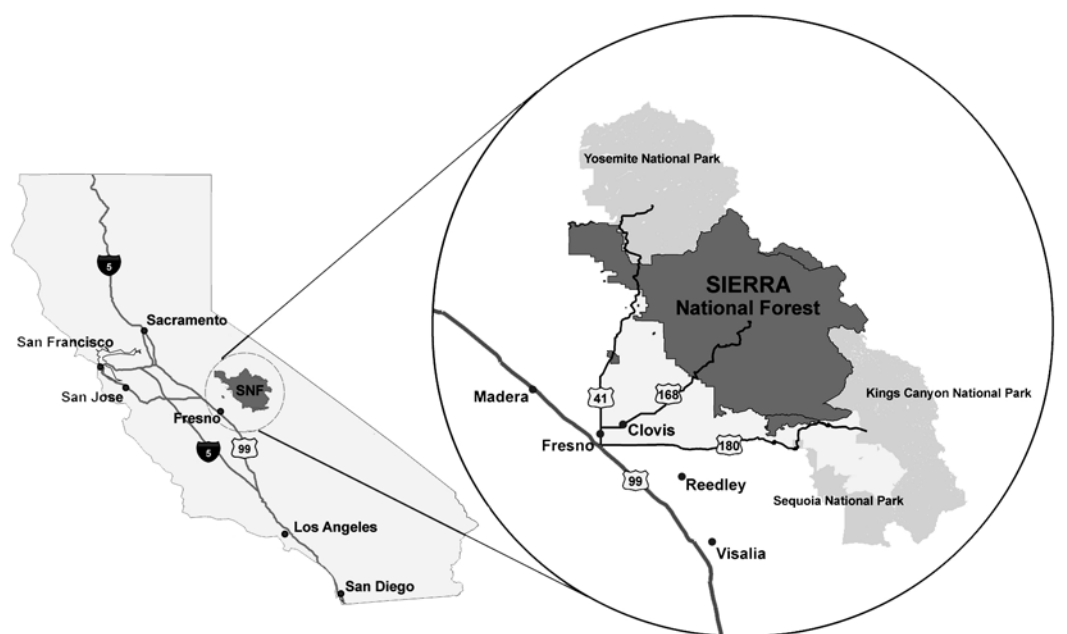 5
Sacramento
San Francisco
San Jose
SNF
Fresno
5
99
Los Angeles
San Diego
Yosemite National Park
SIERRA
National Forest
Kings Canyon National Park
Madera
41
168
Clovis
Fresno
180
99
Reedley
Sequoia National Park
Visalia